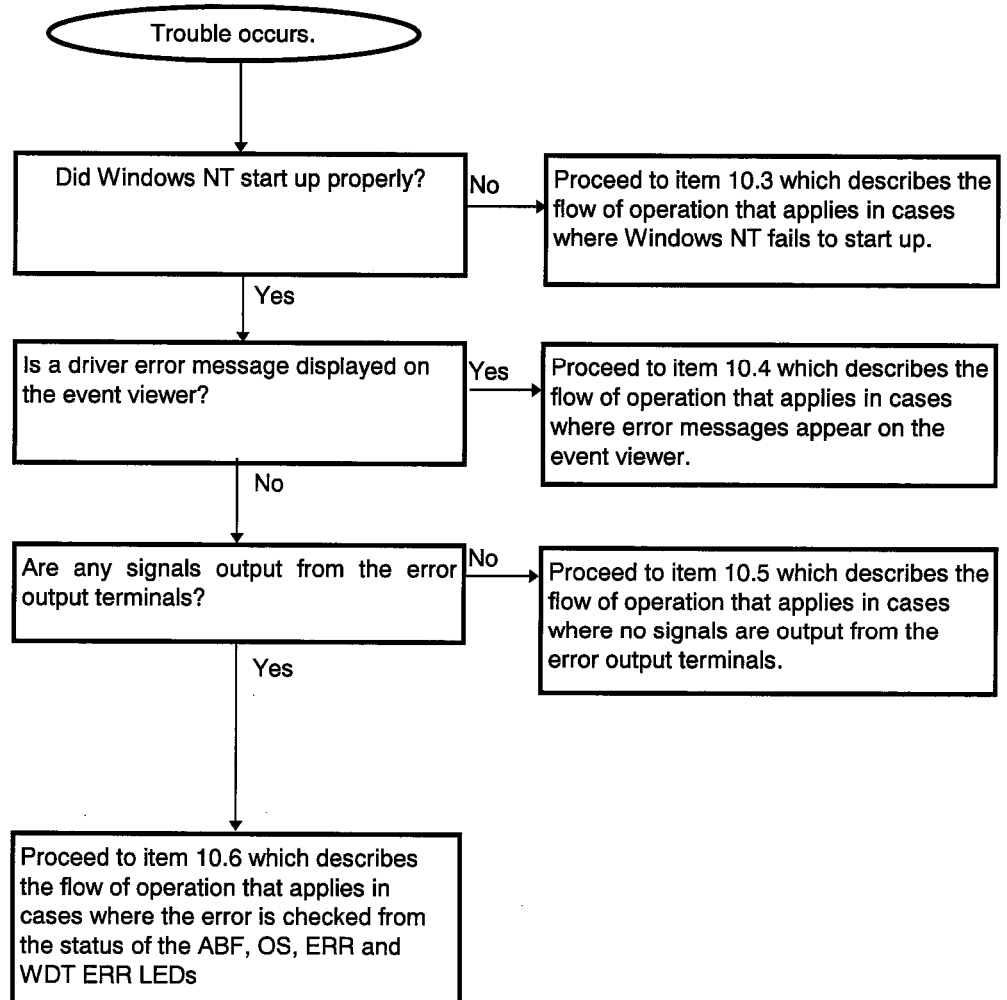 Trouble occurs.
Did Windows NT start up properly?
No
Proceed to item 10.3 which describes the
flow of operation that applies in cases
where Windows NT fails to start up.
Yes
Is a driver error message displayed on
the event viewer?
Yes
Proceed to item 10.4 which describes the
flow of operation that applies in cases
where error messages appear on the
event viewer.
No
Are any signals output from the error
output terminals?
No
Proceed to item 10.5 which describes the
flow of operation that applies in cases
where no signals are output from the
error output terminals.
Yes
Proceed to item 10.6 which describes
the flow of operation that applies in
cases where the error is checked from
the status of the ABF, OS, ERR and
WDT ERR LEDs